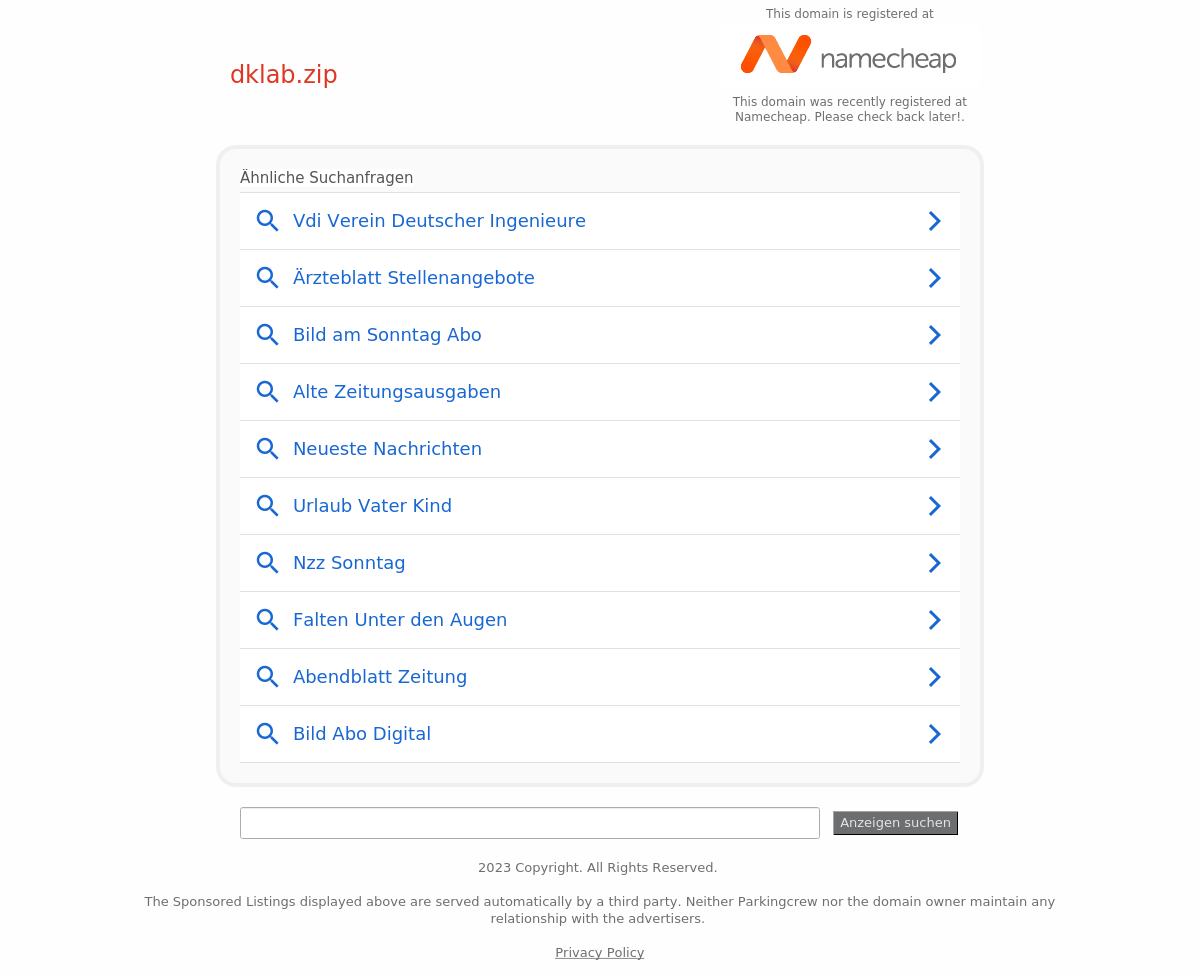 This domain is registered at
namecheap
dklab.zip
This domain was recently registered at
Namecheap. Please check back later!.
Ähnliche Suchanfragen
Vdi Verein Deutscher Ingenieure
Ärzteblatt Stellenangebote
Bild am Sonntag Abo
Alte Zeitungsausgaben
Neueste Nachrichten
Urlaub Vater Kind
Nzz Sonntag
Falten Unter den Augen
Abendblatt Zeitung
Bild Abo Digital
Anzeigen suchen
2023 Copyright. All Rights Reserved.
The Sponsored Listings displayed above are served automatically by a third party. Neither Parkingcrew nor the domain owner maintain any
relationship with the advertisers.
Privacy Policy